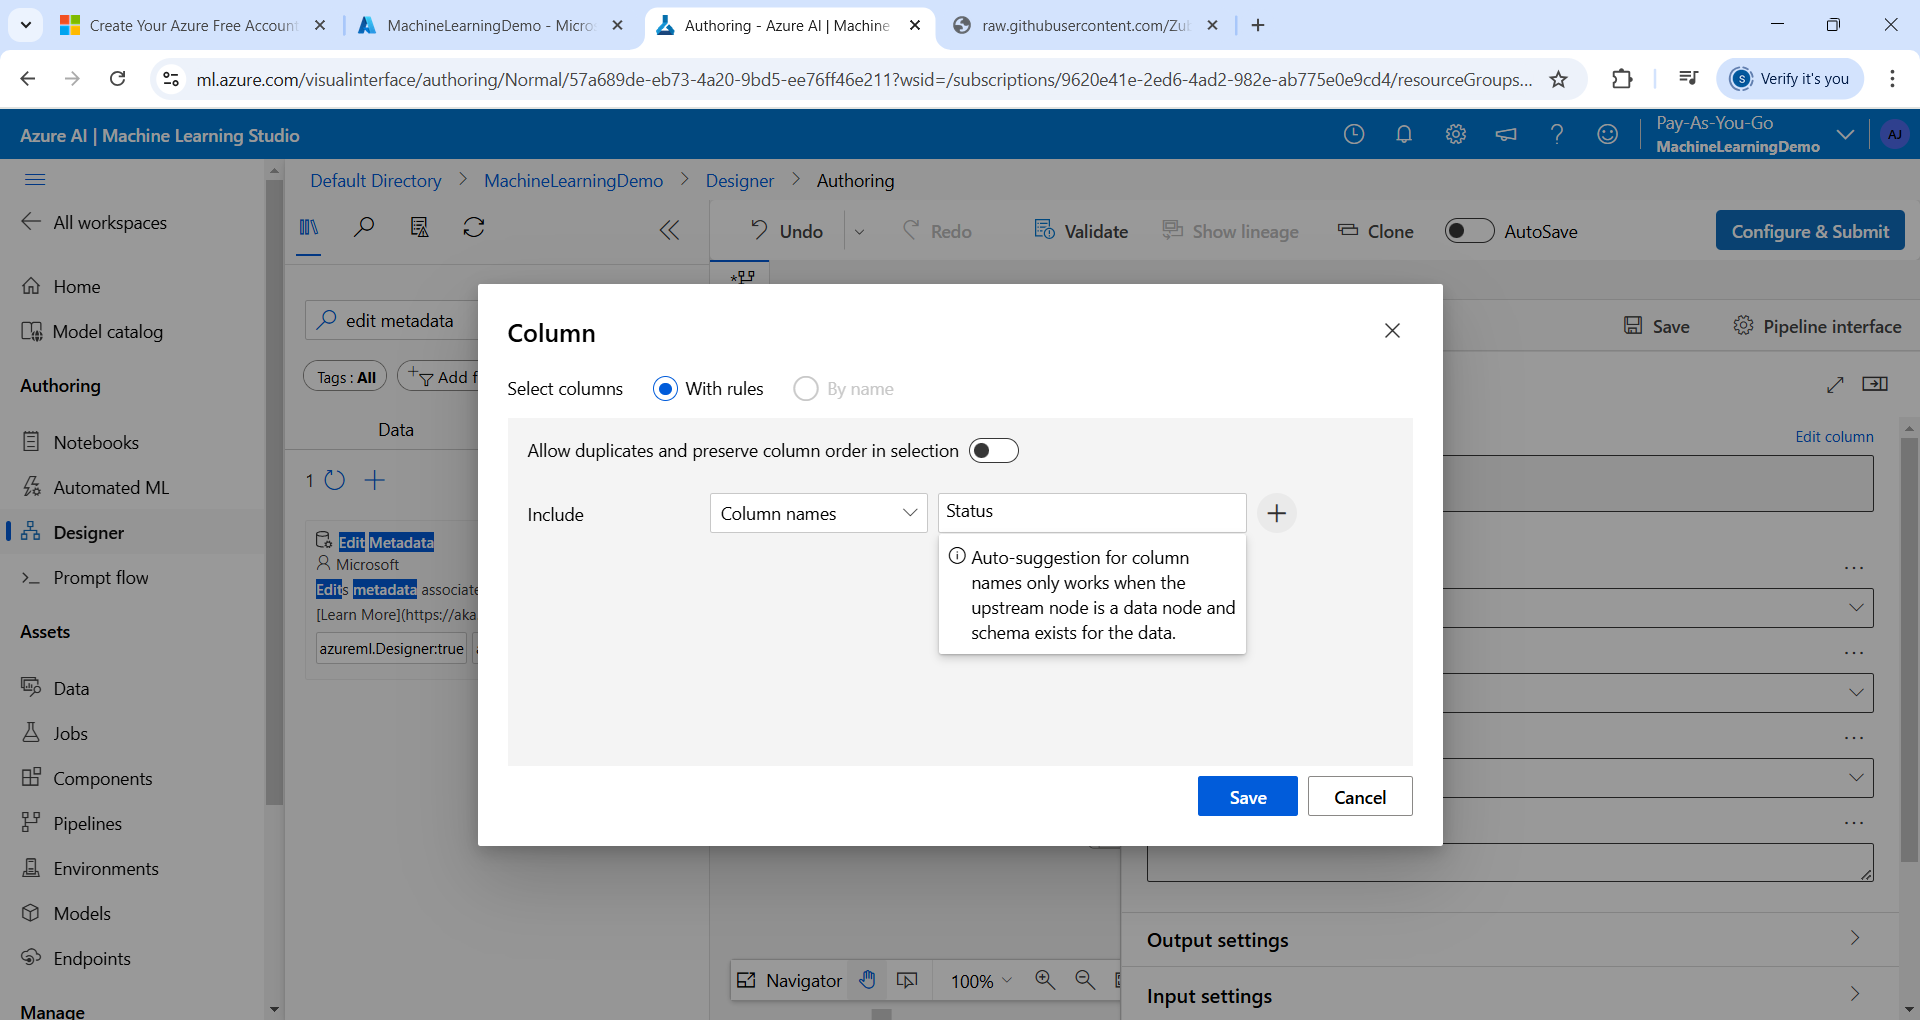 Create Your Azure Free Account
MachineLearningDemo - Micros
Authoring - Azure AI | Machine
raw.githubusercontent.com/Zub
ml.azure.com/visualinterface/authoring/Normal/57a689de-eb73-4a20-9bd5-ee76ff46e211?wsid=/subscriptions/9620e41e-2ed6-4ad2-982e-ab775e0e9cd4/resourceGroups...
S
Verify it's you
Azure AI | Machine Learning Studio
Pay-As-You-Go
MachineLearningDemo
AJ
Default Directory > MachineLearningDemo > Designer > Authoring
All workspaces
Home
Model catalog
Authoring
Notebooks
Automated ML
Designer
Prompt flow
Assets
Data
Jobs
Components
Pipelines
Environments
Models
Endpoints
Manage
Undo
Redo
Validate
Show lineage
Clone
AutoSave
Configure & Submit
edit metadata
Tags : All
Add f
Data
1
Edit Metadata
Microsoft
Edits metadata associate
[Learn More](https://aka
azureml.Designer:true
Save
Pipeline interface
Edit column
Column
Select columns
With rules
By name
Allow duplicates and preserve column order in selection
Include
Column names
Status
Auto-suggestion for column
names only works when the
upstream node is a data node and
schema exists for the data.
Save
Cancel
Output settings
Input settings
Navigator
100%